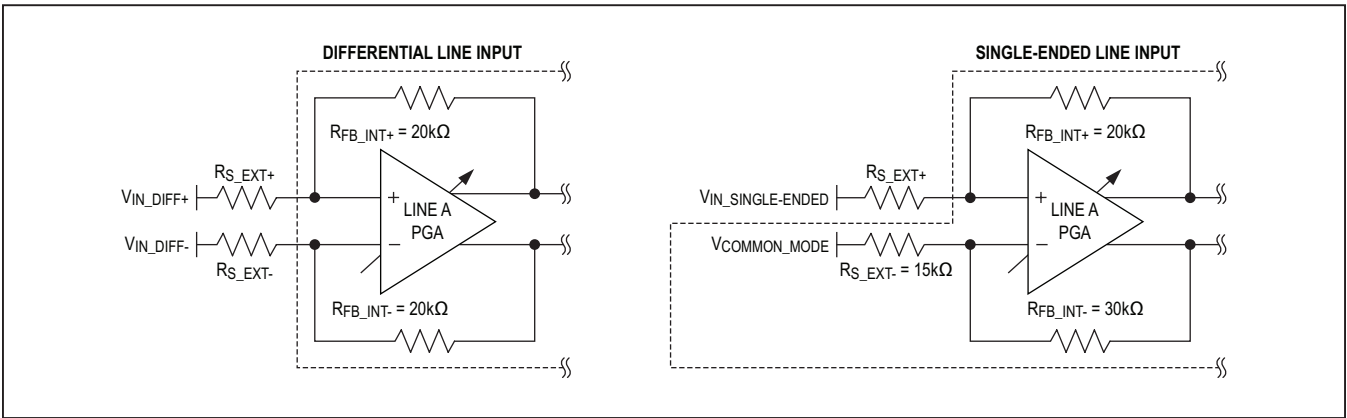 DIFFERENTIAL LINE INPUT
RFB_INT+ = 20kΩ
RS_EXT+
VIN_DIFF+
+
LINE A
PGA
VIN_DIFF-
−
RS_EXT-
RFB_INT- = 20kΩ
SINGLE-ENDED LINE INPUT
RFB_INT+ = 20kΩ
RS_EXT+
VIN_SINGLE-ENDED
+
LINE A
PGA
VCOMMON_MODE
−
RS_EXT- = 15kΩ
RFB_INT- = 30kΩ